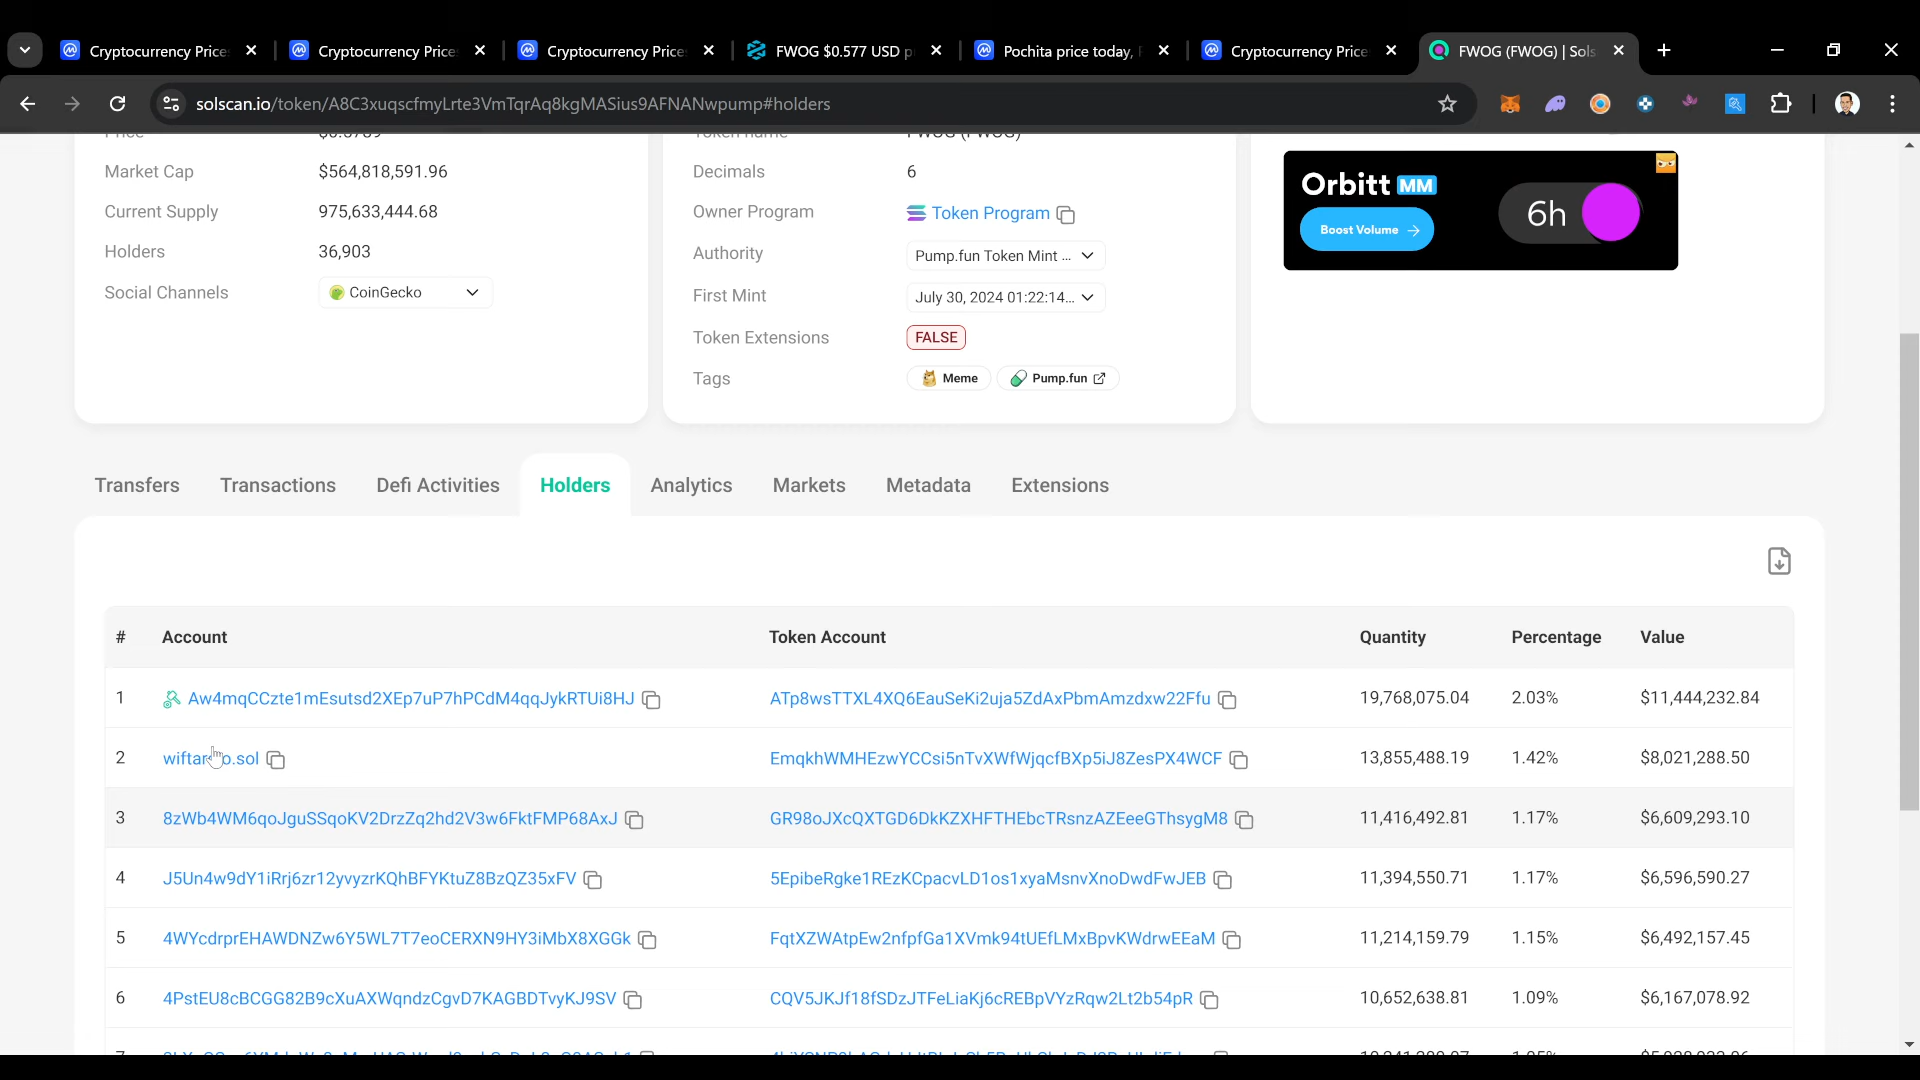 Cryptocurrency Price
Cryptocurrency Price
Cryptocurrency Price
FWOG $0.577 USD p
Pochita price today,
Cryptocurrency Price
FWOG (FWOG) | Sols
solscan.io/token/A8C3xuqscfmyLrte3VmTqrAq8kgMASius9AFNANwpump#holders
Market Cap
$564,818,591.96
Current Supply
975,633,444.68
Holders
36,903
Social Channels
CoinGecko
Token name
FWOG (FWOG)
Decimals
6
Owner Program
Token Program
Authority
Pump.fun Token Mint ...
First Mint
July 30, 2024 01:22:14...
Token Extensions
FALSE
Tags
Meme
Pump.fun
Orbitt MM
Boost Volume →
6h
Transfers Transactions Defi Activities Holders Analytics Markets Metadata Extensions
# Account Token Account Quantity Percentage Value
1 Aw4mqCCzte1mEsutsd2XEp7uP7hPCdM4qqJykRTUi8HJ ATp8wsTTXL4XQ6EauSeKi2uja5ZdAxPbmAmzdxw22Ffu 19,768,075.04 2.03% $11,444,232.84
2 EmqkhWMHEzwYCCsi5nTvXWfWjqcfBXp5iJ8ZesPX4WCF 13,855,488.19 1.42% $8,021,288.50
3 8zWb4WM6qoJguSSqoKV2DrzZq2hd2V3w6FktFMP68AxJ GR98oJXcQXTGD6DkKZXHFTHEbcTRsnzAZEeeGThsygM8 11,416,492.81 1.17% $6,609,293.10
4 J5Un4w9dY1iRrj6zr12yvyzrKQhBFYKtuZ8BzQZ35xFV 5EpibeRgke1REzKCpacvLD1os1xyaMsnvXnoDwdFwJEB 11,394,550.71 1.17% $6,596,590.27
5 4WYcdrprEHAWDNZw6Y5WL7T7eoCERXN9HY3iMbX8XGGk FqtXZWAtpEw2nfpfGa1XVmk94tUEfLMxBpvKWdrwEEaM 11,214,159.79 1.15% $6,492,157.45
6 4PstEU8cBCGG82B9cXuAXWqndzCgvD7KAGBDTvyKJ9SV CQV5JKJf18fSDzJTFeLiaKj6cREBpVYzRqw2Lt2b54pR 10,652,638.81 1.09% $6,167,078.92